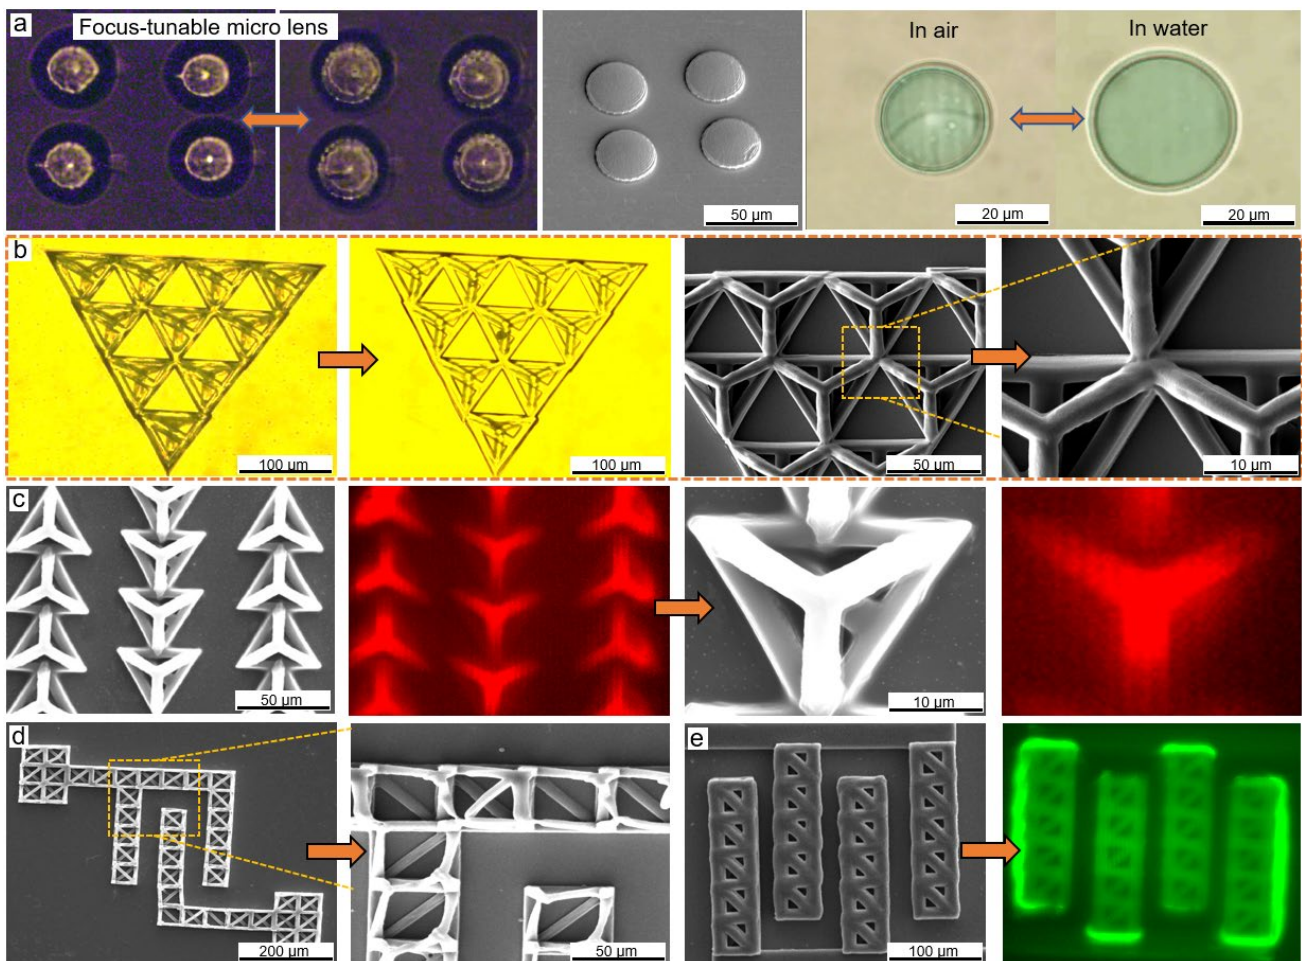 a
Focus-tunable micro lens
50 µm
In air
In water
20 µm
20 µm
b
100 µm
100 µm
50 µm
10 µm
c
50 µm
10 µm
d
200 µm
50 µm
e
100 µm